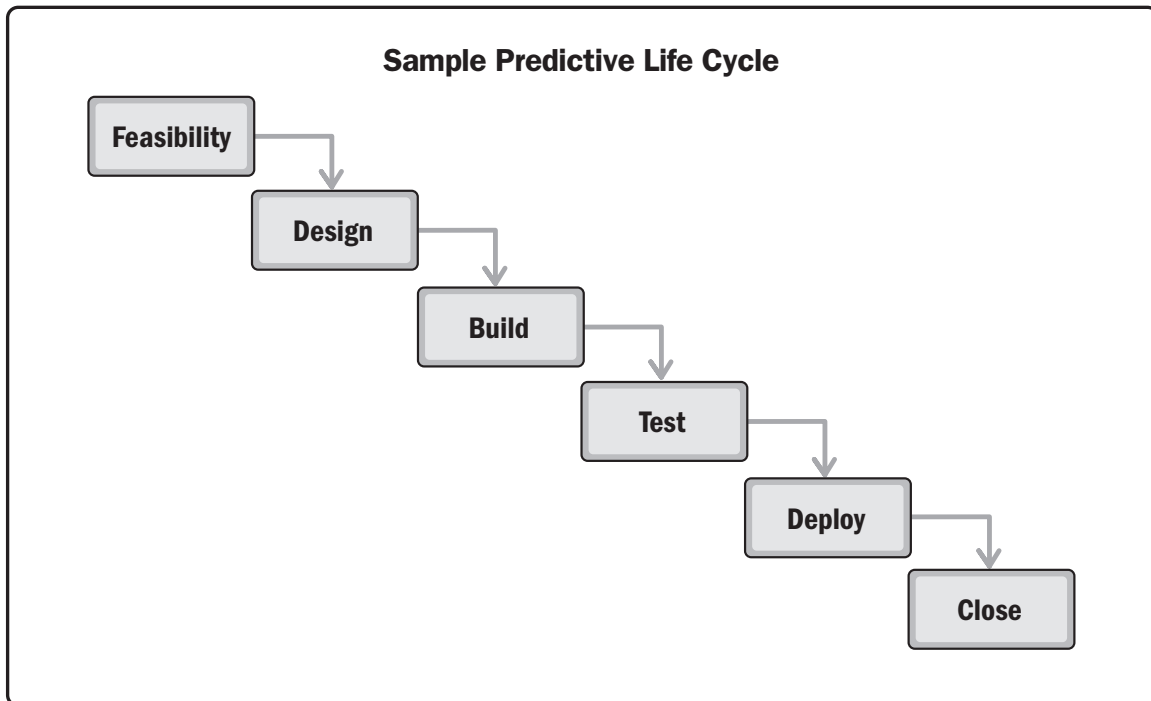 Sample Predictive Life Cycle
Feasibility
Design
Build
Test
Deploy
Close